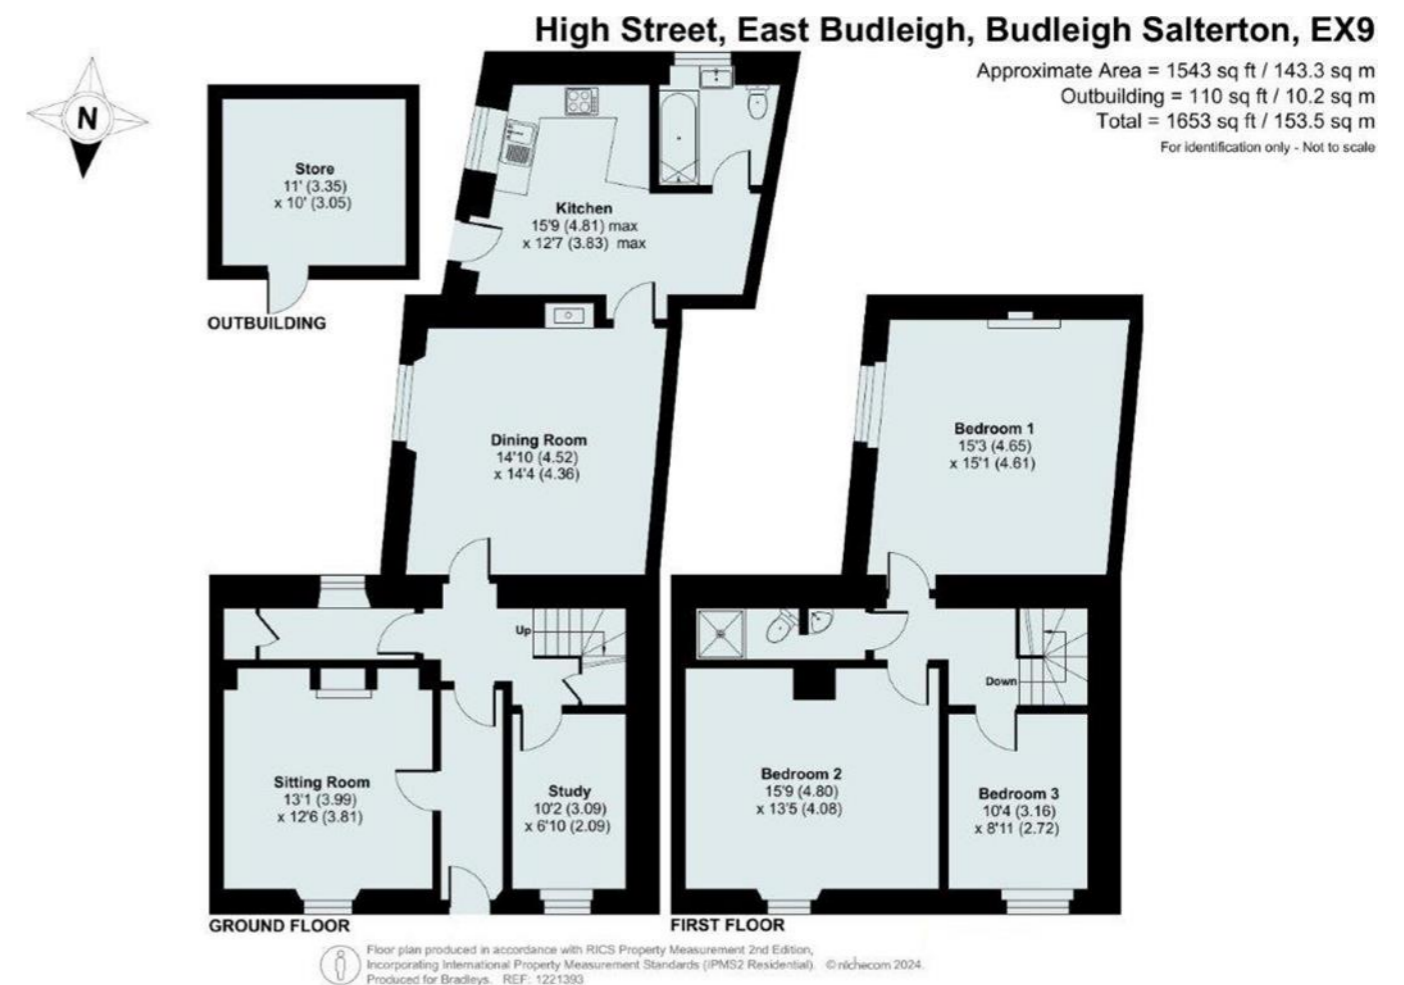 High Street, East Budleigh, Budleigh Salterton, EX9
Approximate Area = 1543 sq ft / 143.3 sq m
Outbuilding = 110 sq ft / 10.2 sq m
Total = 1653 sq ft / 153.5 sq m
For identification only - Not to scale
N
Store
11' (3.35)
x 10' (3.05)
OUTBUILDING
Kitchen
15'9 (4.81) max
x 12'7 (3.83) max
Dining Room
14'10 (4.52)
x 14'4 (4.36)
Up
Sitting Room
13'1 (3.99)
x 12'6 (3.81)
Study
10'2 (3.09)
x 6'10 (2.09)
GROUND FLOOR
Bedroom 1
15'3 (4.65)
x 15'1 (4.61)
Down
Bedroom 2
15'9 (4.80)
x 13'5 (4.08)
Bedroom 3
10'4 (3.16)
x 8'11 (2.72)
FIRST FLOOR
Floor plan produced in accordance with RICS Property Measurement 2nd Edition,
Incorporating International Property Measurement Standards (IPMS2 Residential). © nichecom 2024.
Produced for Bradleys. REF: 1221393